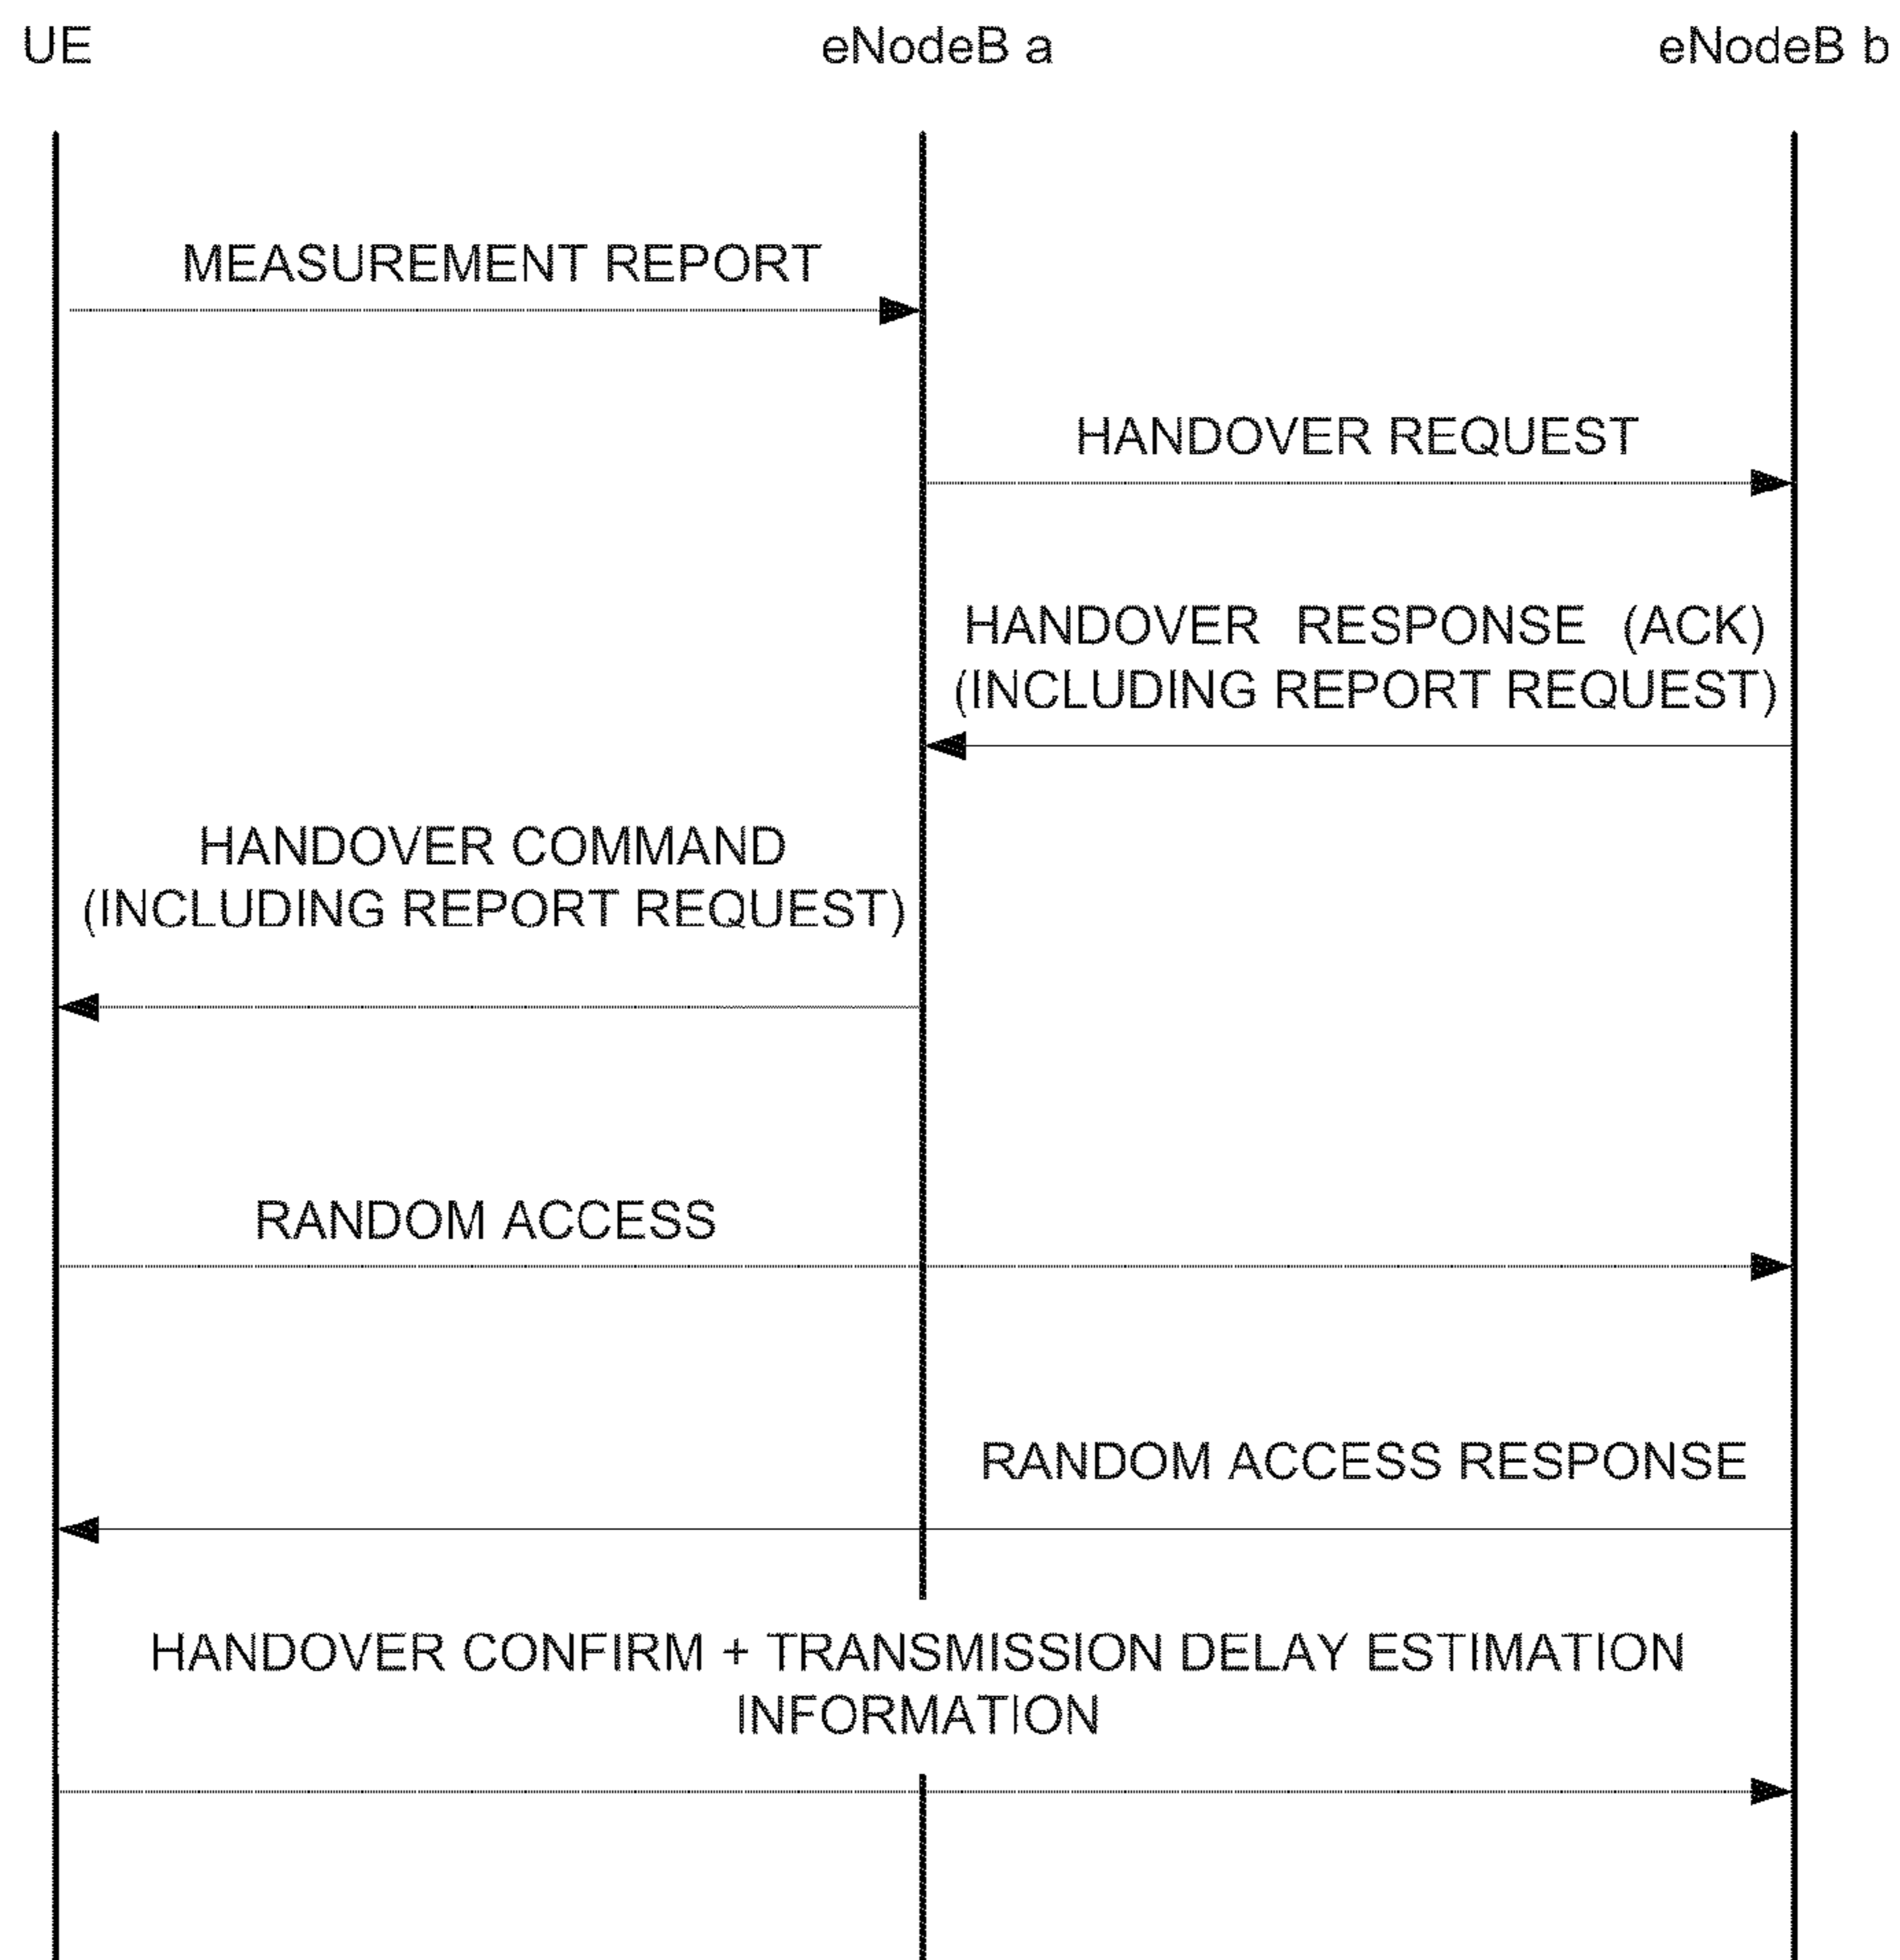 UE eNodeB a eNodeB b
MEASUREMENT REPORT
HANDOVER REQUEST
HANDOVER RESPONSE (ACK)
(INCLUDING REPORT REQUEST)
HANDOVER COMMAND
(INCLUDING REPORT REQUEST)
RANDOM ACCESS
RANDOM ACCESS RESPONSE
HANDOVER CONFIRM + TRANSMISSION DELAY ESTIMATION
INFORMATION